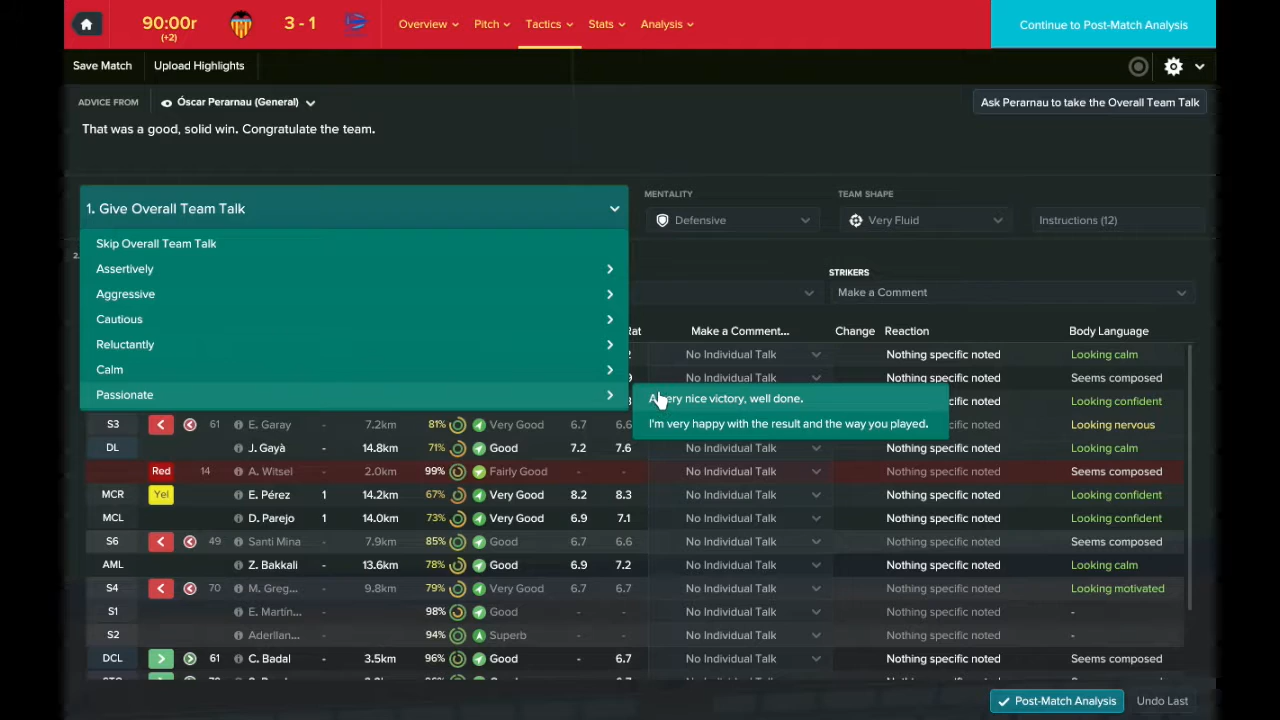 90:00r 3 - 1 Overview Pitch Tactics Stats Analysis Continue to Post-Match Analysis
(+2)
Save Match Upload Highlights
ADVICE FROM Óscar Perarnau (General) Ask Perarnau to take the Overall Team Talk
That was a good, solid win. Congratulate the team.
MENTALITY TEAM SHAPE
1. Give Overall Team Talk Defensive Very Fluid Instructions (12)
Skip Overall Team Talk
2.
Assertively STRIKERS
Aggressive Make a Comment
Cautious
Rat Make a Comment... Change Reaction Body Language
Reluctantly 2 No Individual Talk Nothing specific noted Looking calm
Calm 9 No Individual Talk Nothing specific noted Seems composed
Passionate A very nice victory, well done. Looking confident
S3 61 E. Garay - 7.2km 81% Very Good 6.7 6.6 I'm very happy with the result and the way you played. Looking nervous
DL J. Gayà - 14.8km 71% Good 7.2 7.6 No Individual Talk Nothing specific noted Looking calm
Red 14 A. Witsel - 2.0km 99% Fairly Good - - No Individual Talk Nothing specific noted Seems composed
MCR Yel E. Pérez 1 14.2km 67% Very Good 8.2 8.3 No Individual Talk Nothing specific noted Looking confident
MCL D. Parejo 1 14.0km 73% Very Good 6.9 7.1 No Individual Talk Nothing specific noted Looking confident
S6 49 Santi Mina - 7.9km 85% Good 6.7 6.6 No Individual Talk Nothing specific noted Seems composed
AML Z. Bakkali - 13.6km 78% Good 6.9 7.2 No Individual Talk Nothing specific noted Looking calm
S4 70 M. Greg... - 9.8km 79% Very Good 6.7 6.7 No Individual Talk Nothing specific noted Looking motivated
S1 E. Martín... - 98% Good - - No Individual Talk Nothing specific noted -
S2 Aderllan... - 94% Superb - - No Individual Talk Nothing specific noted -
DCL 61 C. Badal - 3.5km 96% Good - 6.7 No Individual Talk Nothing specific noted Seems composed
Post-Match Analysis Undo Last